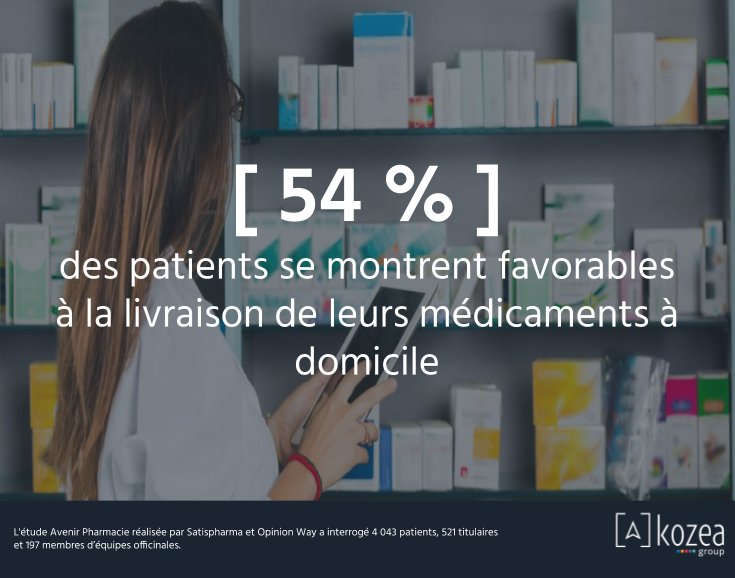 [ 54 % ]
des patients se montrent favorables
à la livraison de leurs médicaments à
domicile
L'étude Avenir Pharmacie réalisée par Satispharma et Opinion Way a interrogé 4 043 patients, 521 titulaires
et 197 membres d'équipes officinales.
[A] kozea
group